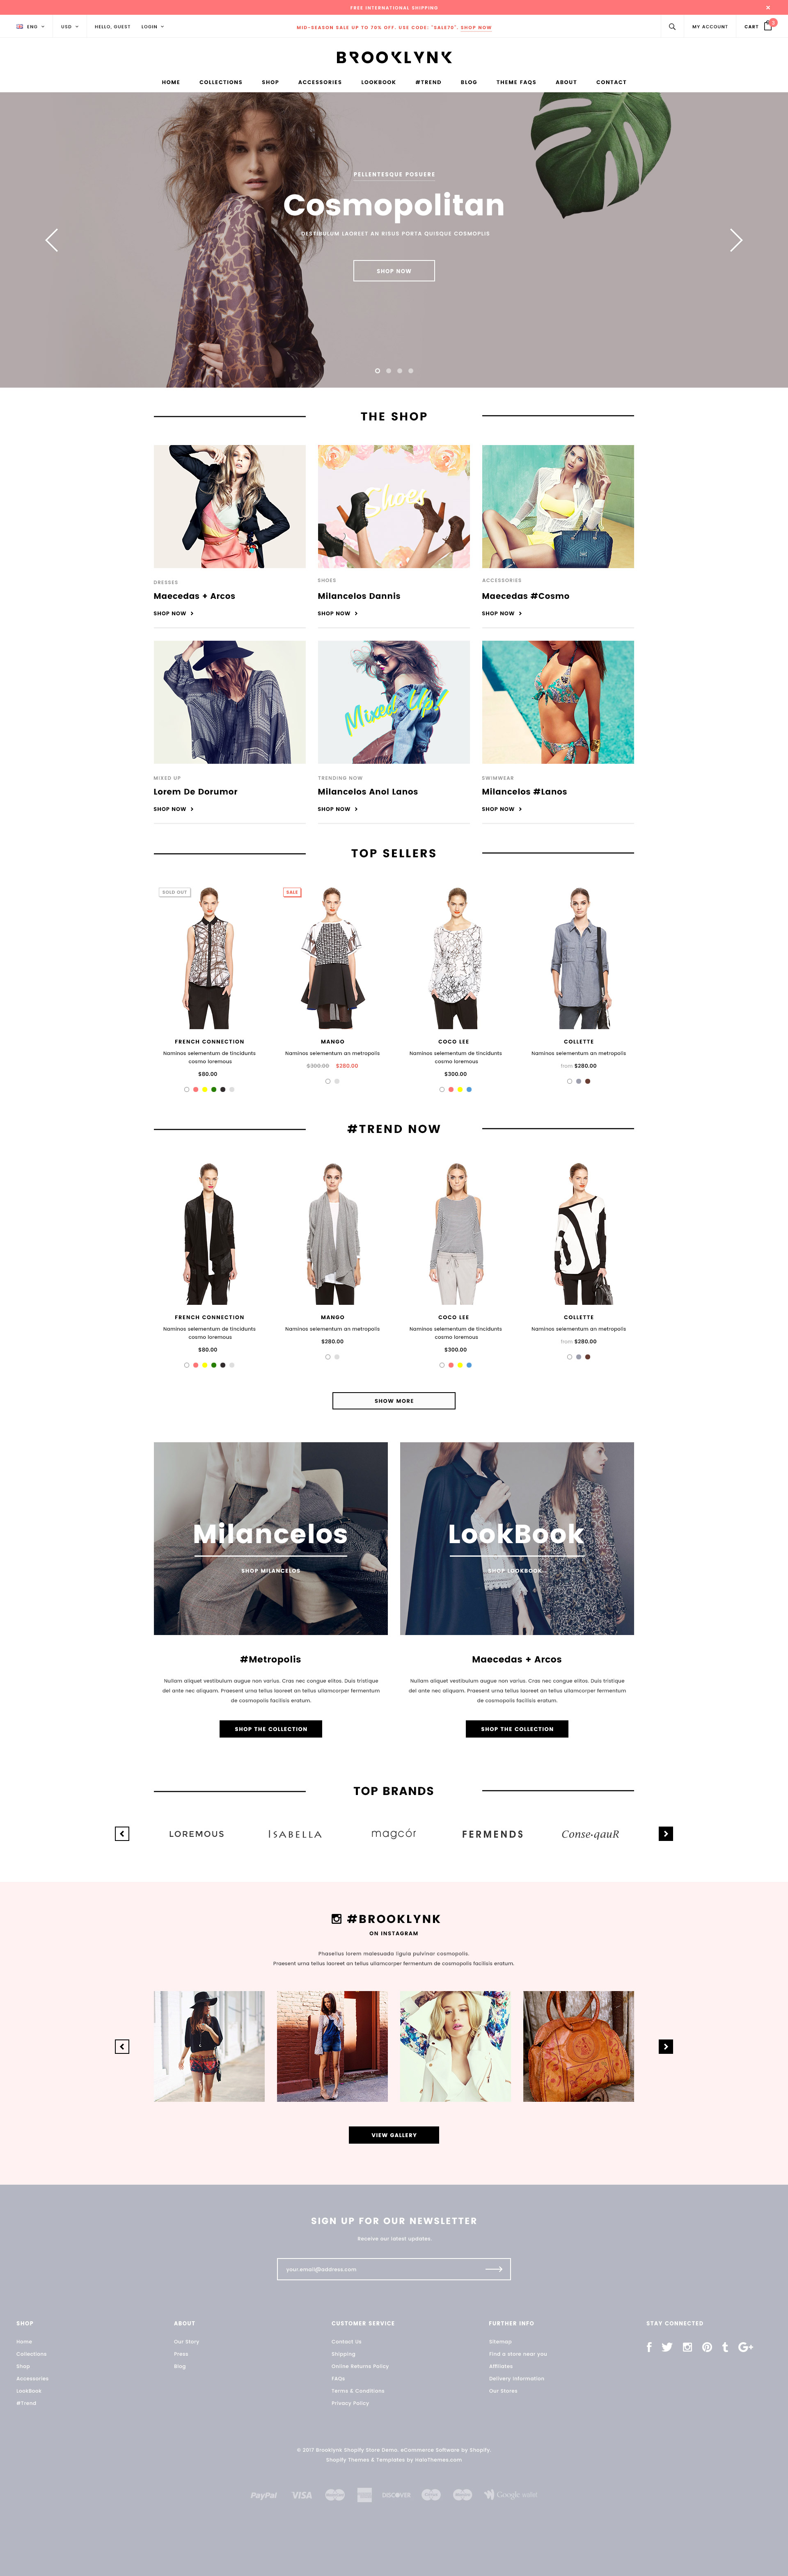 FREE INTERNATIONAL SHIPPING
ENG
USD
HELLO, GUEST
LOGIN
MID-SEASON SALE UP TO 70% OFF. USE CODE: "SALE70". SHOP NOW
MY ACCOUNT
CART
BROOKLYNK
HOME
COLLECTIONS
SHOP
ACCESSORIES
LOOKBOOK
#TREND
BLOG
THEME FAQS
ABOUT
CONTACT
PELLENTESQUE POSUERE
Cosmopolitan
DESTIBULUM LAOREET AN RISUS PORTA QUISQUE COSMOPLIS
SHOP NOW
THE SHOP
Shoes
DRESSES
Maecedas + Arcos
SHOP NOW
SHOES
Milancelos Dannis
SHOP NOW
ACCESSORIES
Maecedas #Cosmo
SHOP NOW
Mixed Up!
MIXED UP
Lorem De Dorumor
SHOP NOW
TRENDING NOW
Milancelos Anol Lanos
SHOP NOW
SWIMWEAR
Milancelos #Lanos
SHOP NOW
TOP SELLERS
SOLD OUT
SALE
FRENCH CONNECTION
Naminos selementum de tincidunts
cosmo loremous
$80.00
MANGO
Naminos selementum an metropolis
$300.00 $280.00
COCO LEE
Naminos selementum de tincidunts
cosmo loremous
$300.00
COLLETTE
Naminos selementum an metropolis
from $280.00
#TREND NOW
FRENCH CONNECTION
Naminos selementum de tincidunts
cosmo loremous
$80.00
MANGO
Naminos selementum an metropolis
$280.00
COCO LEE
Naminos selementum de tincidunts
cosmo loremous
$300.00
COLLETTE
Naminos selementum an metropolis
from $280.00
SHOW MORE
Milancelos
SHOP MILANCELOS
LookBook
SHOP LOOKBOOK
#Metropolis
Nullam aliquet vestibulum augue non varius. Cras nec congue elitos. Duis tristique
del ante nec aliquam. Praesent urna tellus laoreet an tellus ullamcorper fermentum
de cosmopolis facilisis eratum.
SHOP THE COLLECTION
Maecedas + Arcos
Nullam aliquet vestibulum augue non varius. Cras nec congue elitos. Duis tristique
del ante nec aliquam. Praesent urna tellus laoreet an tellus ullamcorper fermentum
de cosmopolis facilisis eratum.
SHOP THE COLLECTION
TOP BRANDS
LOREMOUS
ISABELLA
magcór
FERMENDS
Conse·qauR
#BROOKLYNK
ON INSTAGRAM
Phasellus lorem malesuada ligula pulvinar cosmopolis.
Praesent urna tellus laoreet an tellus ullamcorper fermentum de cosmopolis facilisis eratum.
VIEW GALLERY
SIGN UP FOR OUR NEWSLETTER
Receive our latest updates.
your.email@address.com
SHOP
Home
Collections
Shop
Accessories
LookBook
#Trend
ABOUT
Our Story
Press
Blog
CUSTOMER SERVICE
Contact Us
Shipping
Online Returns Policy
FAQs
Terms & Conditions
Privacy Policy
FURTHER INFO
Sitemap
Find a store near you
Affiliates
Delivery Information
Our Stores
STAY CONNECTED
© 2017 Brooklynk Shopify Store Demo. eCommerce Software by Shopify.
Shopify Themes & Templates by HaloThemes.com
PayPal
VISA
DISCOVER
Google wallet